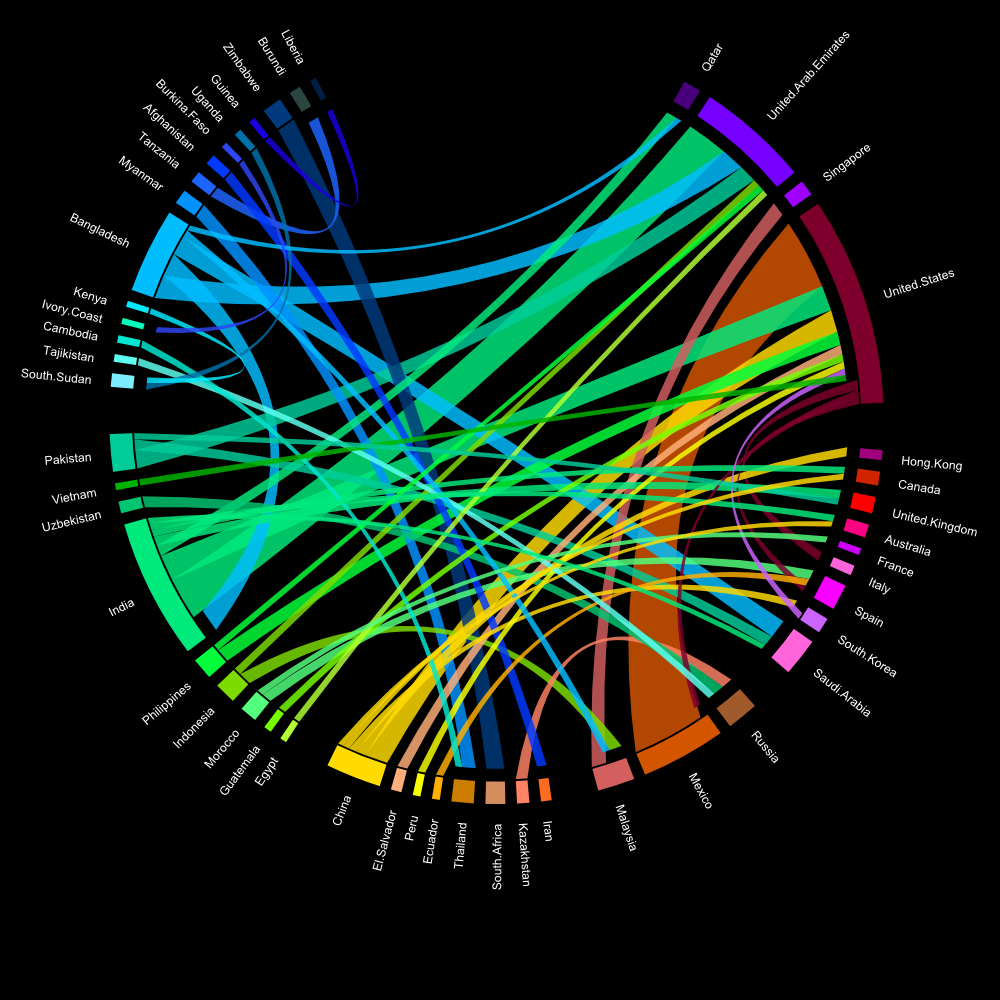 Qatar
United.Arab.Emirates
Singapore
United.States
Hong.Kong
Canada
United.Kingdom
Australia
France
Italy
Spain
South.Korea
Saudi.Arabia
Russia
Mexico
Malaysia
Iran
Kazakhstan
South.Africa
Thailand
Ecuador
Peru
El.Salvador
China
Egypt
Guatemala
Morocco
Indonesia
Philippines
India
Uzbekistan
Vietnam
Pakistan
South.Sudan
Tajikistan
Cambodia
Ivory.Coast
Kenya
Bangladesh
Myanmar
Tanzania
Afghanistan
Burkina.Faso
Uganda
Guinea
Zimbabwe
Burundi
Liberia